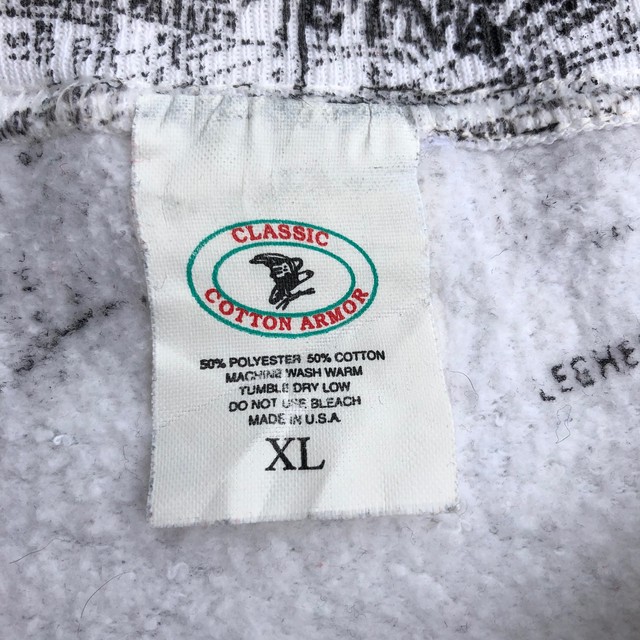 CLASSIC
COTTON ARMOR
50% POLYESTER 50% COTTON
MACHINE WASH WARM
TUMBLE DRY LOW
DO NOT USE BLEACH
MADE IN U.S.A.
XL
LEGHE